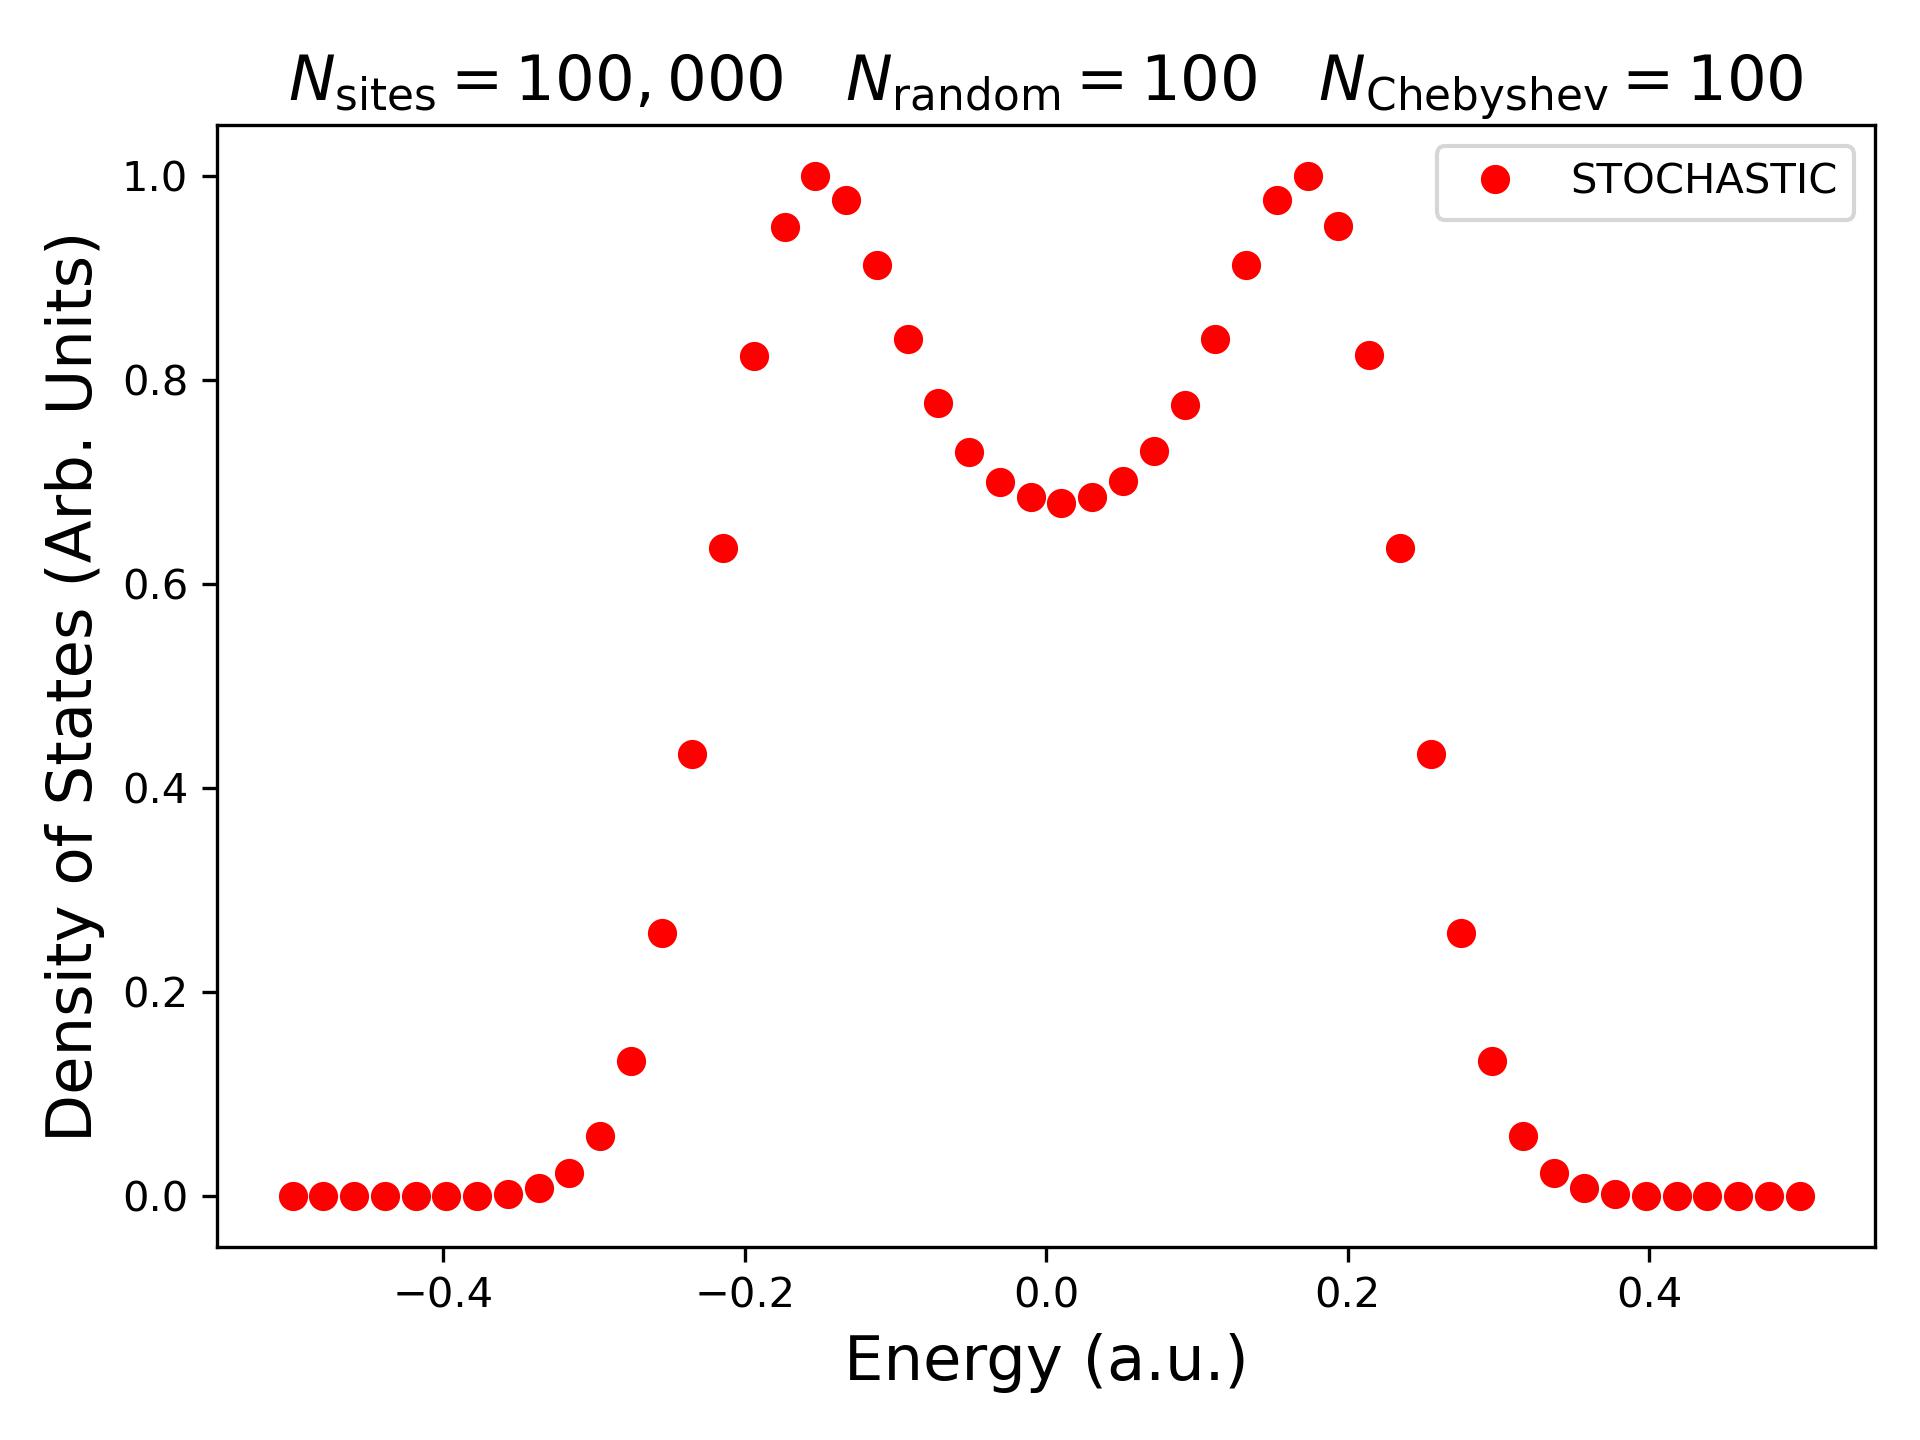 N_sites = 100,000 N_random = 100 N_Chebyshev = 100
STOCHASTIC
Density of States (Arb. Units)
1.0
0.8
0.6
0.4
0.2
0.0
−0.4 −0.2 0.0 0.2 0.4
Energy (a.u.)